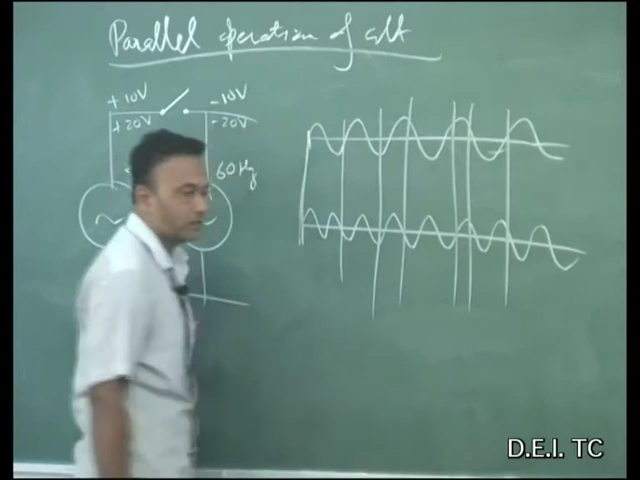 Parallel operation of alt
+10V -10V
+20V -20V
60Hz
D.E.I. TC